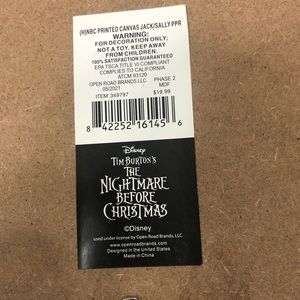 (H)NBC PRINTED CANVAS JACK/SALLY PPR
WARNING:
FOR DECORATION ONLY;
NOT A TOY. KEEP AWAY
FROM CHILDREN.
100% SATISFACTION GUARANTEED
EPA TSCA TITLE VI COMPLIANT
COMPLIES TO CALIFORNIA
ATCM 93120
OPEN ROAD BRANDS LLC PHASE 2
05/2021 MDF
ITEM 349797 $19.99
8 42252 16145 6
Disney
TIM BURTON'S
THE
NIGHTMARE
BEFORE
CHRISTMAS
©Disney
used under license by Open Road Brands, LLC.
www.openroadbrands.com
Designed in the United States
Made in China